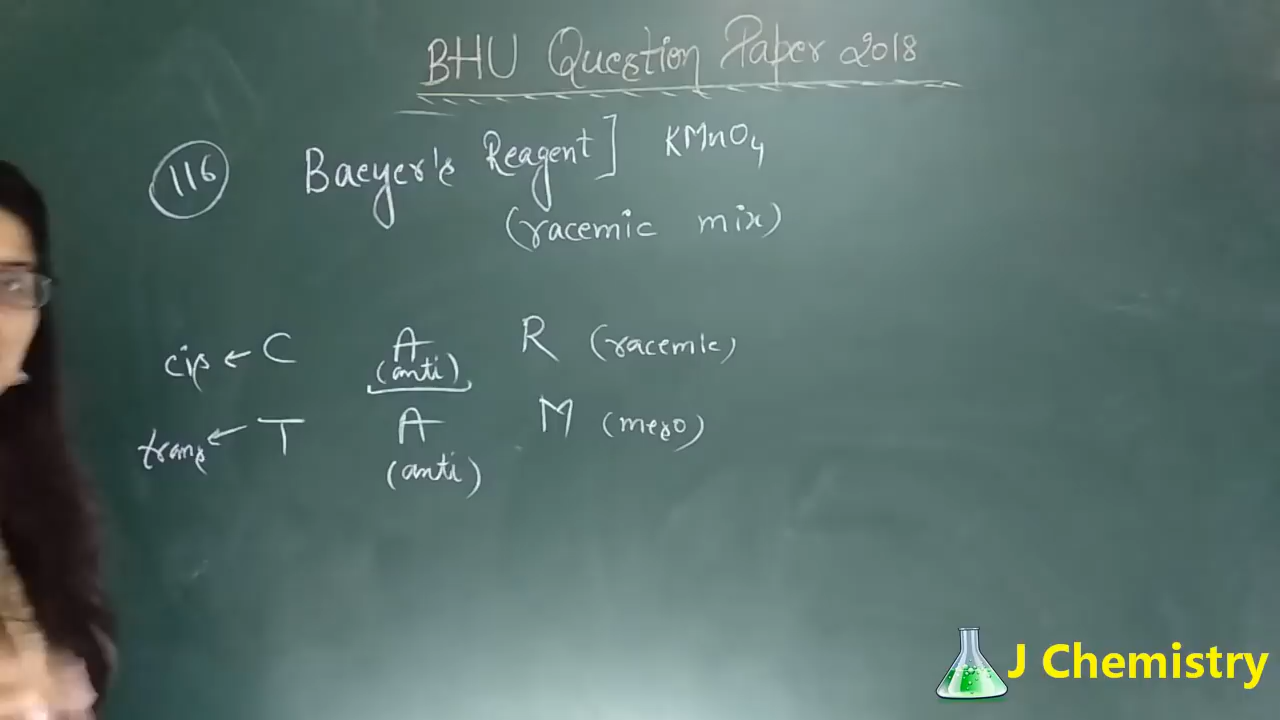 BHU Question Paper 2018
116 Baeyer's Reagent] KMnO4
(racemic mix)
cis ← C A R (racemic)
(anti)
trans ← T A M (meso)
(anti)
J Chemistry